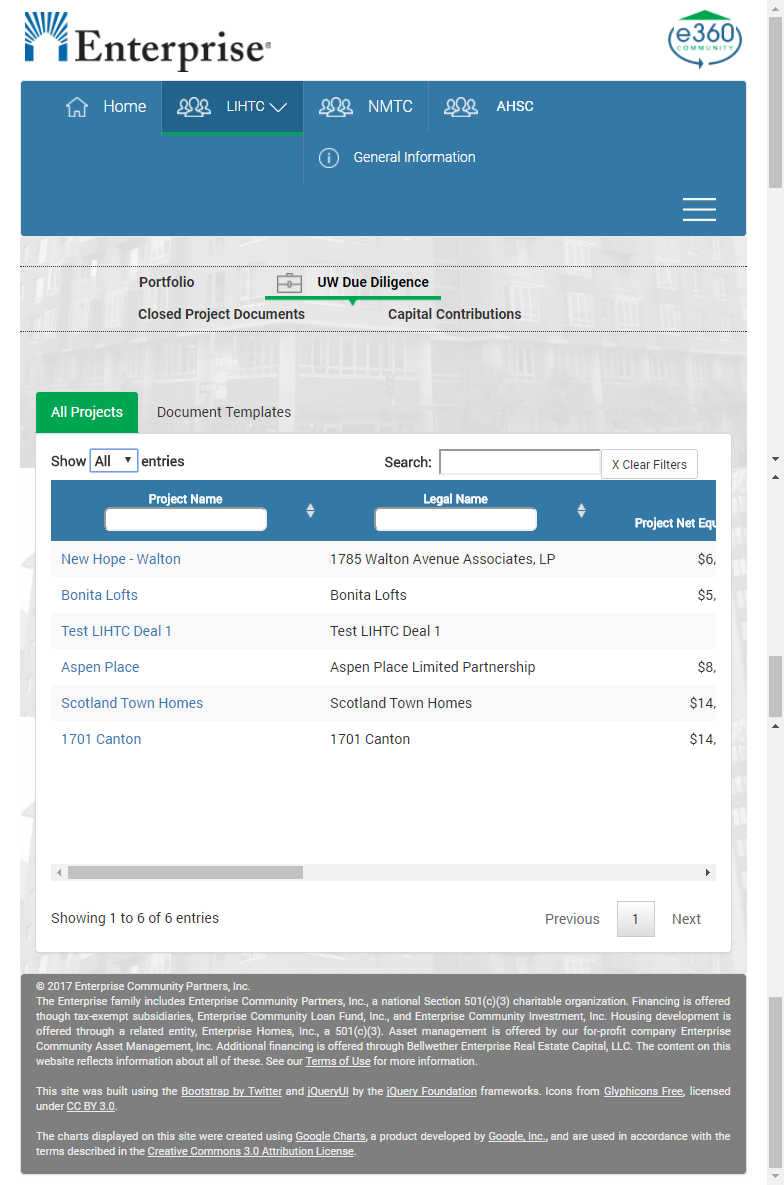 Enterprise®
e360
COMMUNITY
Home LIHTC NMTC AHSC
General Information
Portfolio UW Due Diligence
Closed Project Documents Capital Contributions
All Projects Document Templates
Show All entries Search: X Clear Filters
Project Name Legal Name
Project Net Equ
New Hope - Walton 1785 Walton Avenue Associates, LP $6,
Bonita Lofts Bonita Lofts $5,
Test LIHTC Deal 1 Test LIHTC Deal 1
Aspen Place Aspen Place Limited Partnership $8,
Scotland Town Homes Scotland Town Homes $14,
1701 Canton 1701 Canton $14,
Showing 1 to 6 of 6 entries Previous 1 Next
© 2017 Enterprise Community Partners, Inc.
The Enterprise family includes Enterprise Community Partners, Inc., a national Section 501(c)(3) charitable organization. Financing is offered
though tax-exempt subsidiaries, Enterprise Community Loan Fund, Inc., and Enterprise Community Investment, Inc. Housing development is
offered through a related entity, Enterprise Homes, Inc., a 501(c)(3). Asset management is offered by our for-profit company Enterprise
Community Asset Management, Inc. Additional financing is offered through Bellwether Enterprise Real Estate Capital, LLC. The content on this
website reflects information about all of these. See our Terms of Use for more information.
This site was built using the Bootstrap by Twitter and jQueryUI by the jQuery Foundation frameworks. Icons from Glyphicons Free, licensed
under CC BY 3.0.
The charts displayed on this site were created using Google Charts, a product developed by Google, Inc., and are used in accordance with the
terms described in the Creative Commons 3.0 Attribution License.